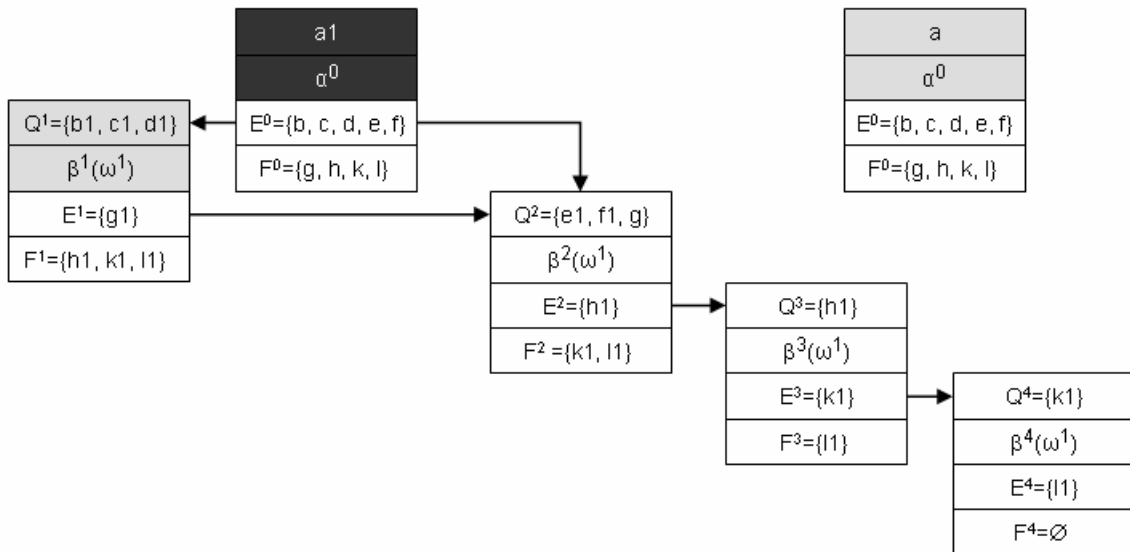 a1
α⁰
E⁰={b, c, d, e, f}
F⁰={g, h, k, l}
a
α⁰
E⁰={b, c, d, e, f}
F⁰={g, h, k, l}
Q¹={b1, c1, d1}
β¹(ω¹)
E¹={g1}
F¹={h1, k1, l1}
Q²={e1, f1, g}
β²(ω¹)
E²={h1}
F² ={k1, l1}
Q³={h1}
β³(ω¹)
E³={k1}
F³={l1}
Q⁴={k1}
β⁴(ω¹)
E⁴={l1}
F⁴=∅